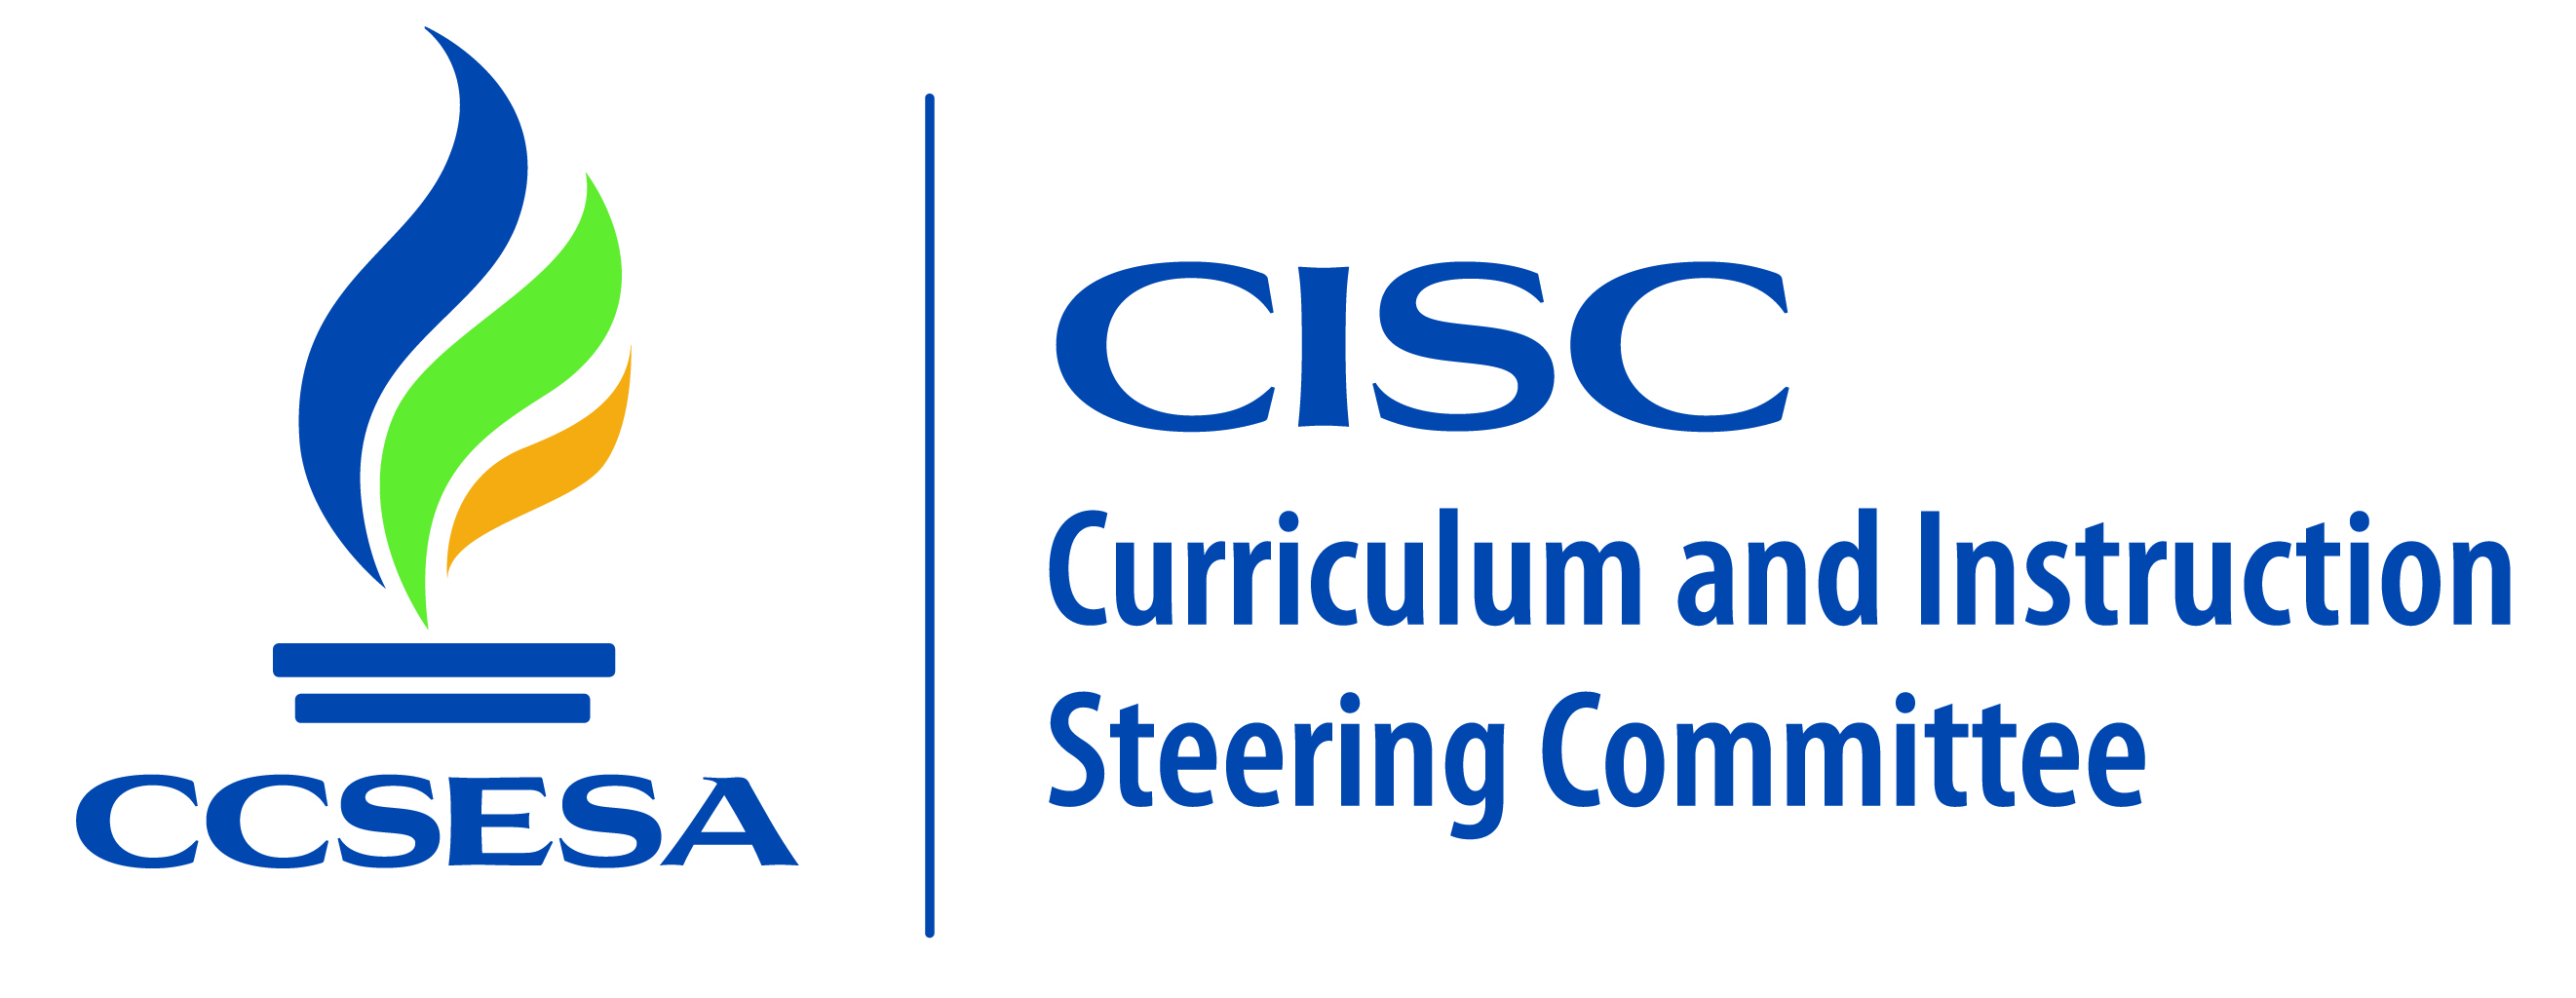 CCSESA
CISC
Curriculum and Instruction
Steering Committee